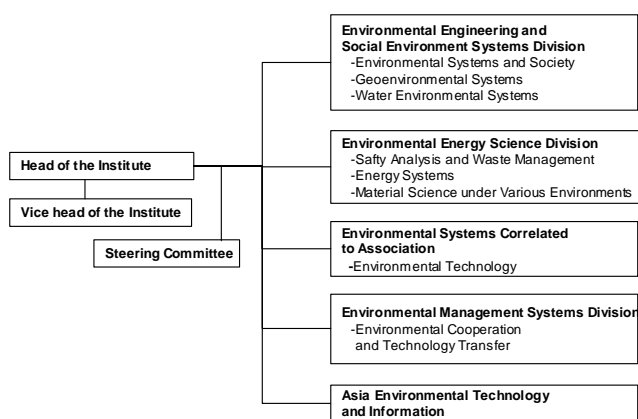 Environmental Engineering and
Social Environment Systems Division
-Environmental Systems and Society
-Geoenvironmental Systems
-Water Environmental Systems
Environmental Energy Science Division
-Safty Analysis and Waste Management
-Energy Systems
-Material Science under Various Environments
Head of the Institute
Vice head of the Institute
Steering Committee
Environmental Systems Correlated
to Association
-Environmental Technology
Environmental Management Systems Division
-Environmental Cooperation
and Technology Transfer
Asia Environmental Technology
and Information